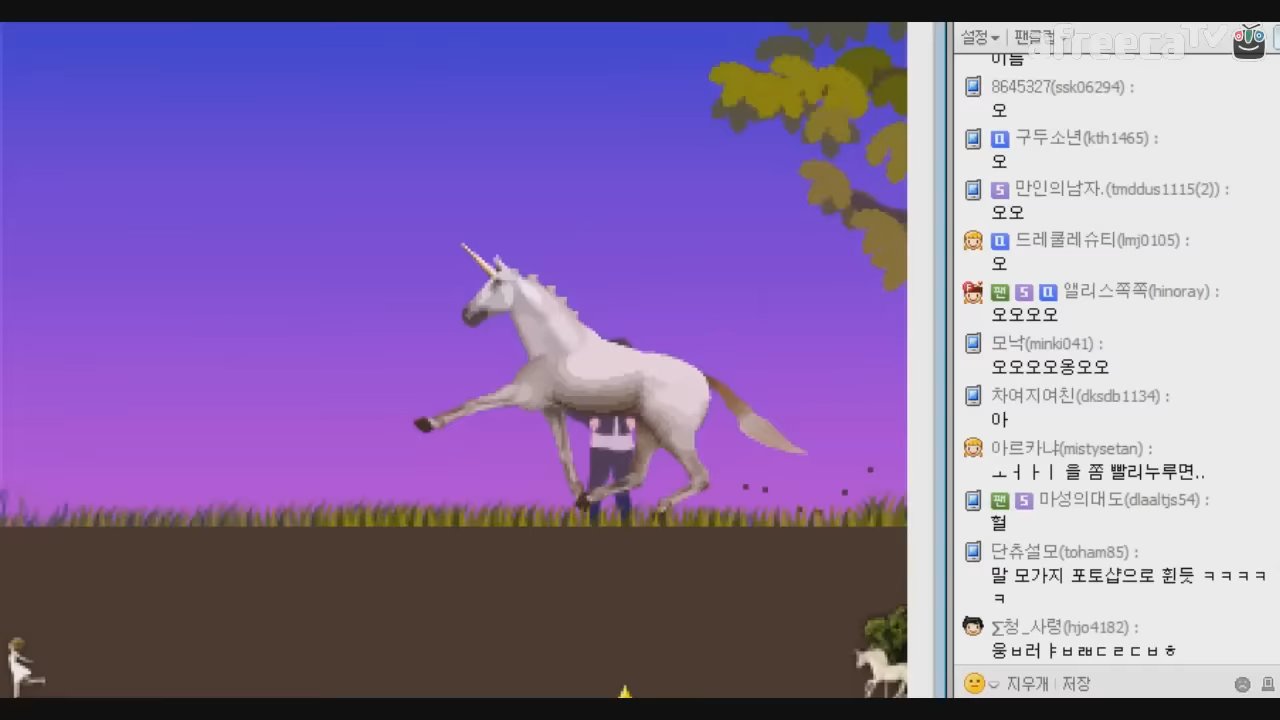 설정 팬클럽
afreecaTV
이름
8645327(ssk06294) :
오
구두소년(kth1465) :
오
S 만인의남자.(tmddus1115(2)) :
오오
드레쿨레슈티(lmj0105) :
오
팬 S 앨리스쪽쪽(hinoray) :
오오오오
모낙(minki041) :
오오오오옹오오
차여지여친(dksdb1134) :
아
아르카냐(mistysetan) :
ㅗㅓㅏㅣ 을 쫌 빨리누루면..
팬 S 마성의대도(dlaaltjs54) :
헐
단츄설모(toham85) :
말 모가지 포토샵으로 휜듯 ㅋㅋㅋㅋ
ㅋ
∑청_사령(hjo4182) :
웅ㅂ러ㅑㅂㄻㄷㄹㄷㅂㅎ
지우개 저장